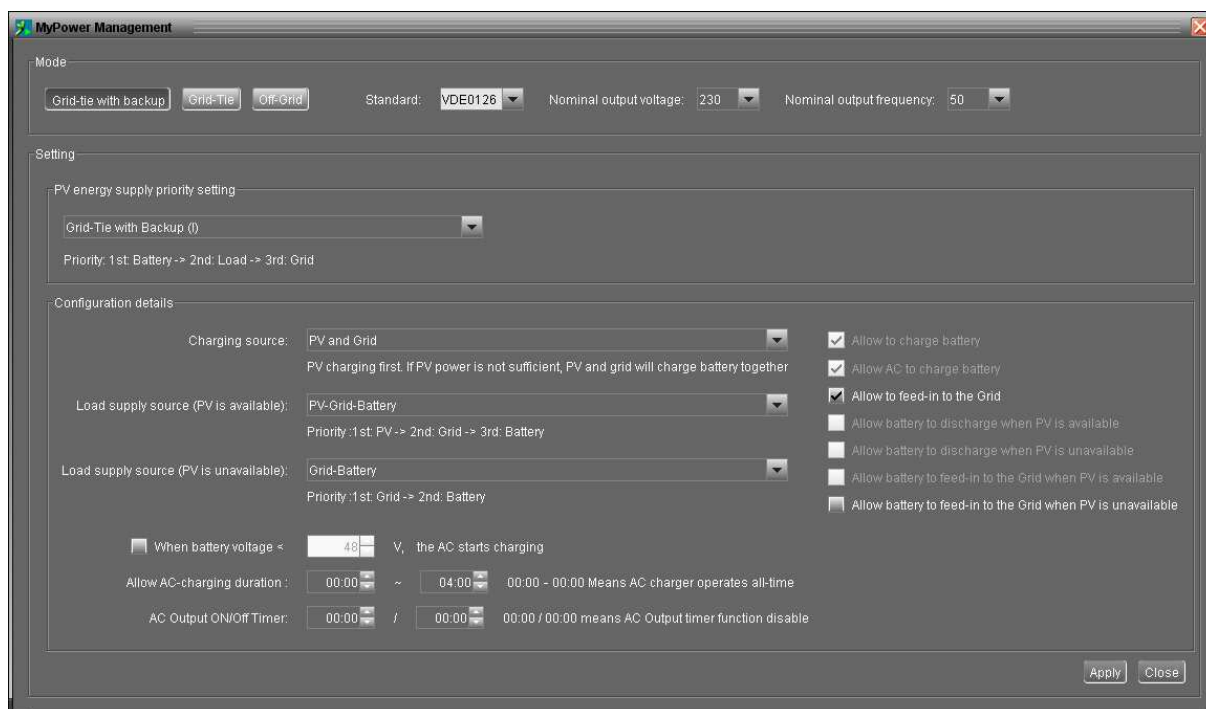 MyPower Management
Mode
Grid-tie with backup Grid-Tie Off-Grid Standard: VDE0126 Nominal output voltage: 230 Nominal output frequency: 50
Setting
PV energy supply priority setting
Grid-Tie with Backup (I)
Priority: 1st: Battery -> 2nd: Load -> 3rd: Grid
Configuration details
Charging source: PV and Grid
PV charging first. If PV power is not sufficient, PV and grid will charge battery together
Load supply source (PV is available): PV-Grid-Battery
Priority :1st: PV -> 2nd: Grid -> 3rd: Battery
Load supply source (PV is unavailable): Grid-Battery
Priority :1st: Grid -> 2nd: Battery
When battery voltage < 48 V, the AC starts charging
Allow AC-charging duration : 00:00 ~ 04:00 00:00 - 00:00 Means AC charger operates all-time
AC Output ON/Off Timer: 00:00 / 00:00 00:00 / 00:00 means AC Output timer function disable
Allow to charge battery
Allow AC to charge battery
Allow to feed-in to the Grid
Allow battery to discharge when PV is available
Allow battery to discharge when PV is unavailable
Allow battery to feed-in to the Grid when PV is available
Allow battery to feed-in to the Grid when PV is unavailable
Apply Close